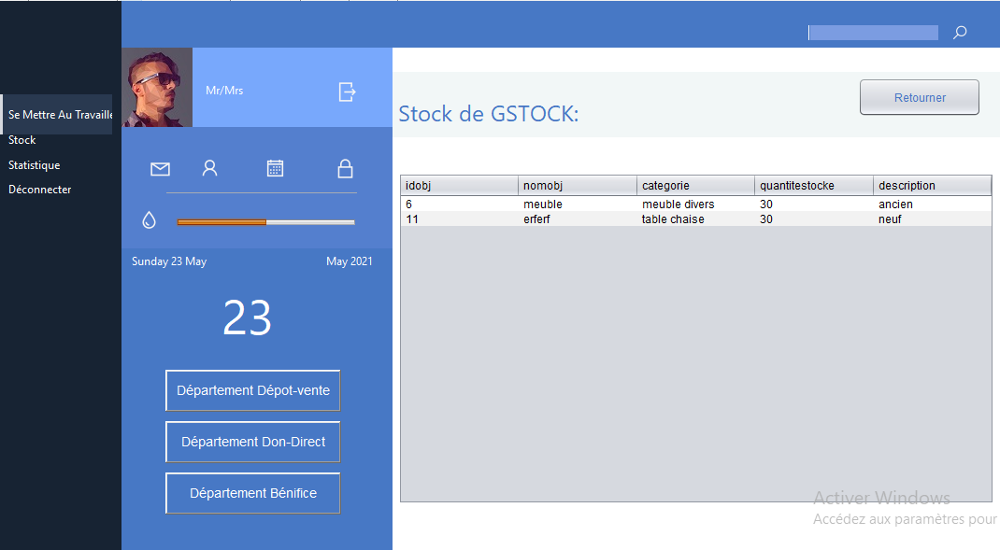 Se Mettre Au Travaille
Stock
Statistique
Déconnecter
Mr/Mrs
Sunday 23 May
May 2021
23
Département Dépot-vente
Département Don-Direct
Département Bénifice
Stock de GSTOCK:
Retourner
idobj nomobj categorie quantitestocke description
6 meuble meuble divers 30 ancien
11 erferf table chaise 30 neuf
Activer Windows
Accédez aux paramètres pour